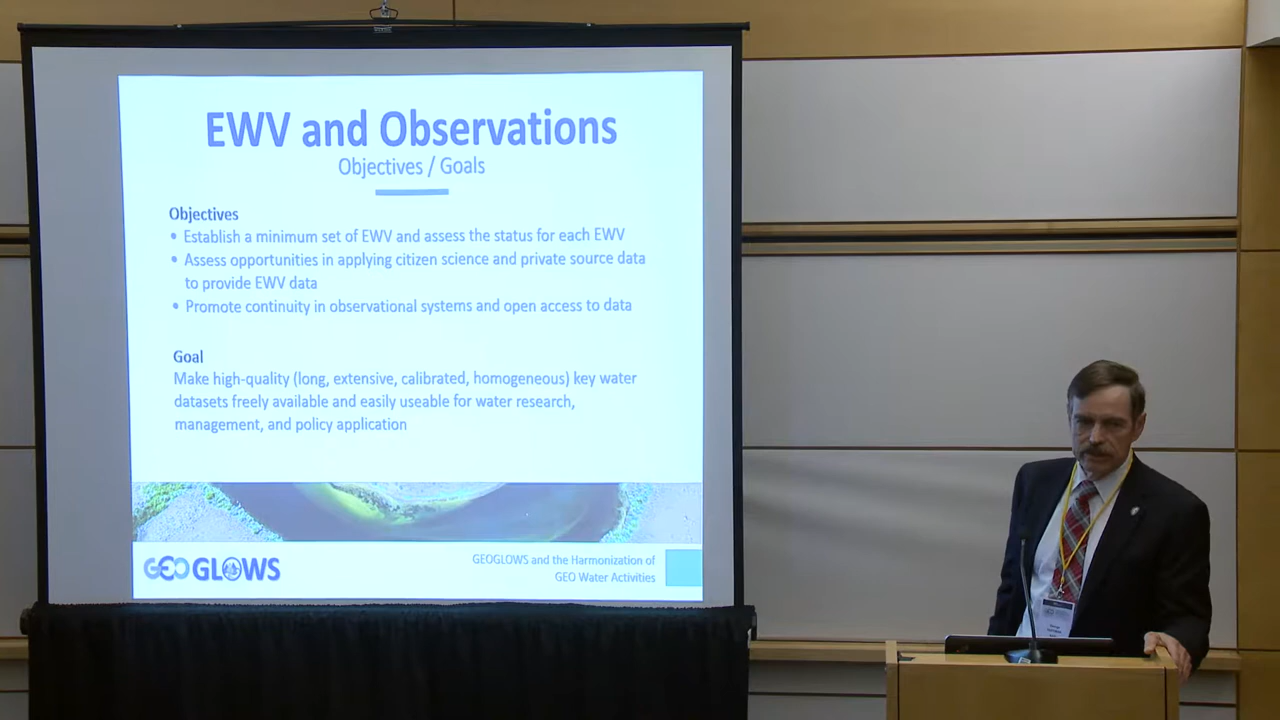 EWV and Observations
Objectives / Goals
Objectives
• Establish a minimum set of EWV and assess the status for each EWV
• Assess opportunities in applying citizen science and private source data
to provide EWV data
• Promote continuity in observational systems and open access to data
Goal
Make high-quality (long, extensive, calibrated, homogeneous) key water
datasets freely available and easily useable for water research,
management, and policy application
GEOGLOWS
GEOGLOWS and the Harmonization of
GEO Water Activities